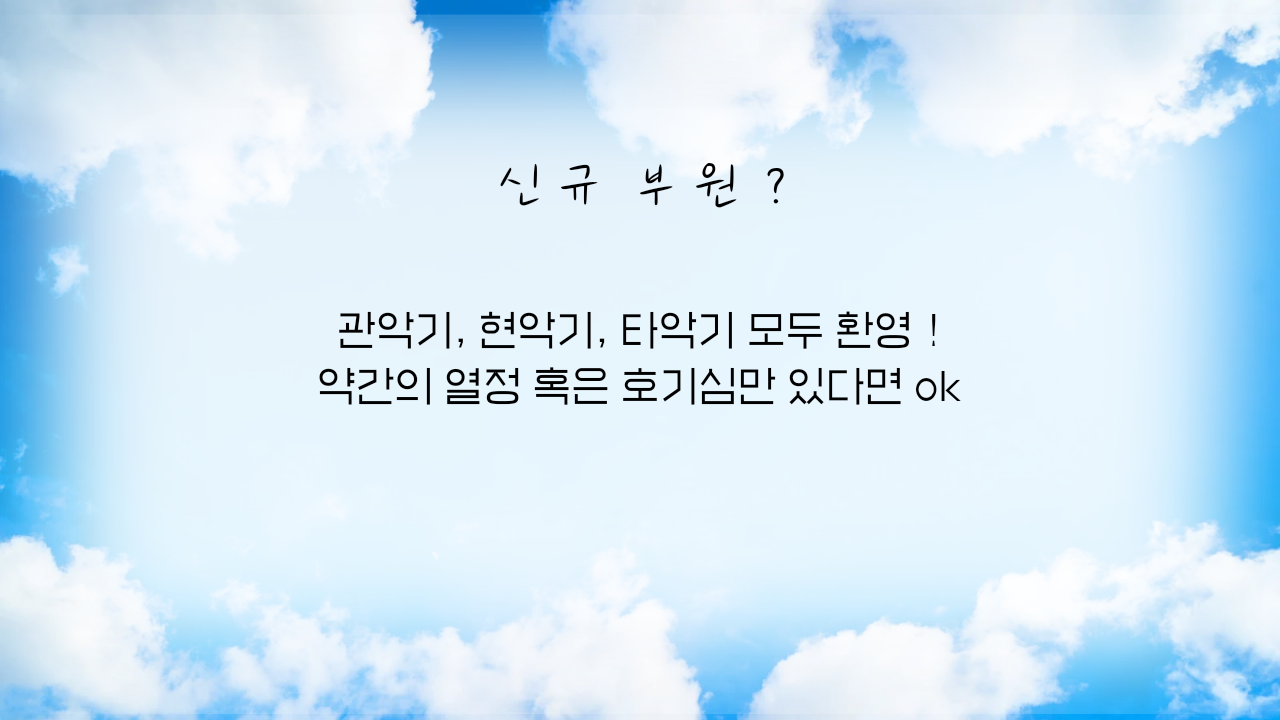 신규 부원 ?
관악기, 현악기, 타악기 모두 환영 !
약간의 열정 혹은 호기심만 있다면 ok